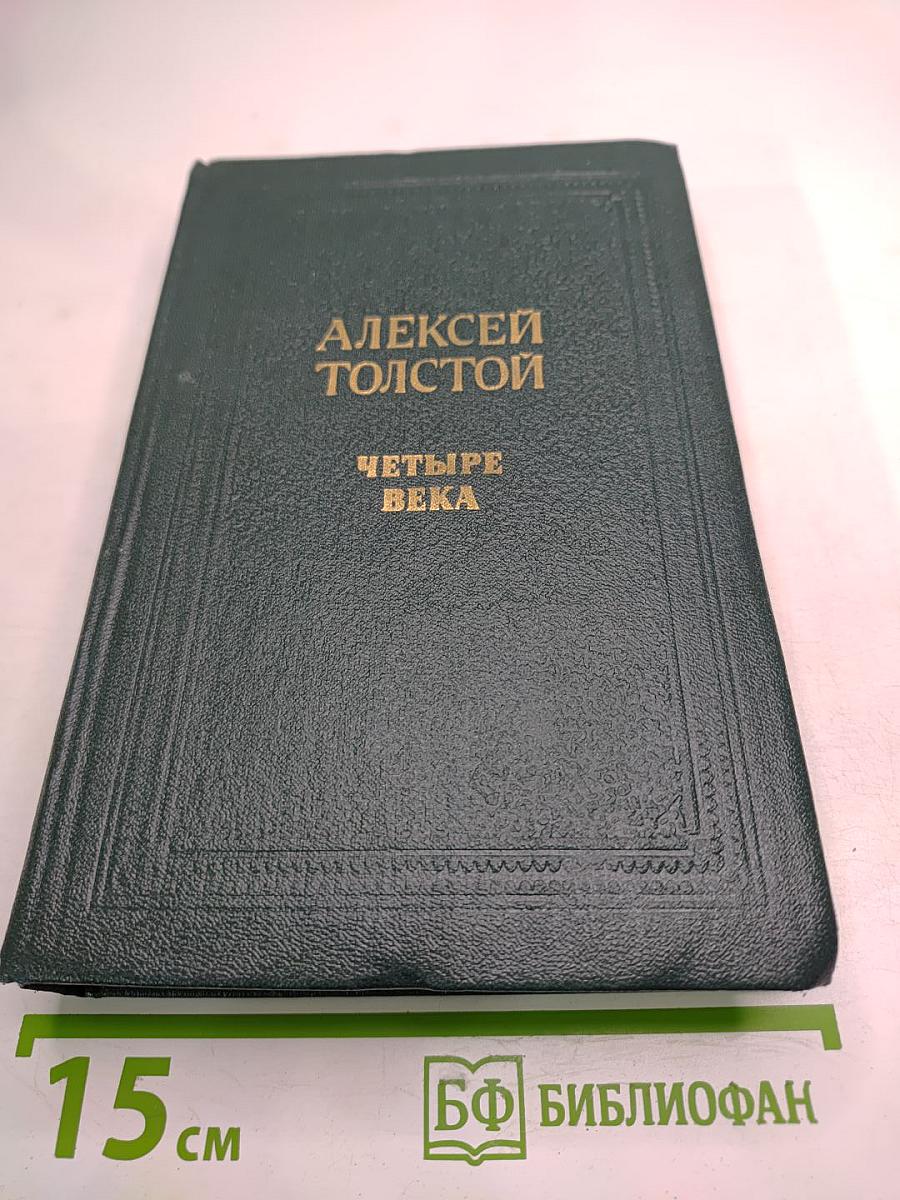 АЛЕКСЕЙ
ТОЛСТОЙ
ЧЕТЫРЕ
ВЕКА
15 см
БФ БИБЛИОФАН